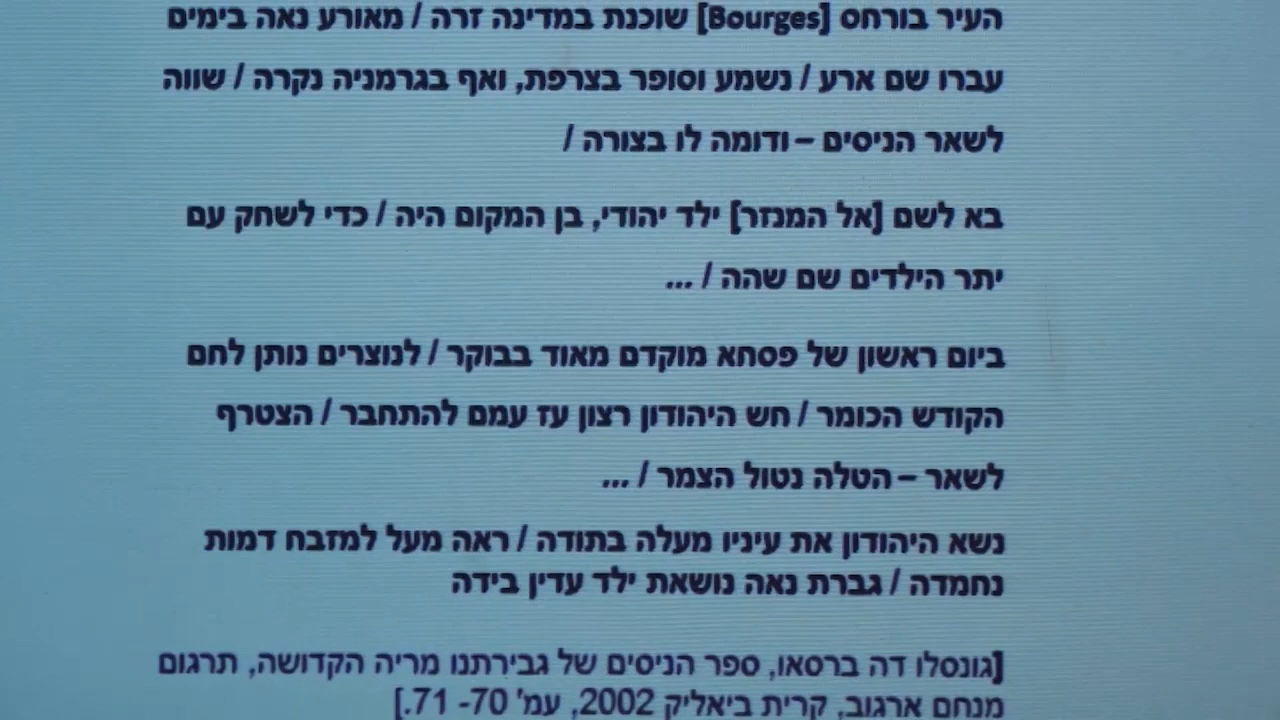 העיר בורחס [Bourges] שוכנת במדינה זרה / מאורע נאה בימים
עברו שם ארע / נשמע וסופר בצרפת, ואף בגרמניה נקרה / שווה
לשאר הניסים – ודומה לו בצורה /
בא לשם [אל המנזר] ילד יהודי, בן המקום היה / כדי לשחק עם
יתר הילדים שם שהה / ...
ביום ראשון של פסחא מוקדם מאוד בבוקר / לנוצרים נותן לחם
הקודש הכומר / חש היהודון רצון עז עמם להתחבר / הצטרף
לשאר – הטלה נטול הצמר / ...
נשא היהודון את עיניו מעלה בתודה / ראה מעל למזבח דמות
נחמדה / גברת נאה נושאת ילד עדין בידה
[גונסלו דה ברסאו, ספר הניסים של גבירתנו מריה הקדושה, תרגום
מנחם ארגוב, קרית ביאליק 2002, עמ' 70- 71.]